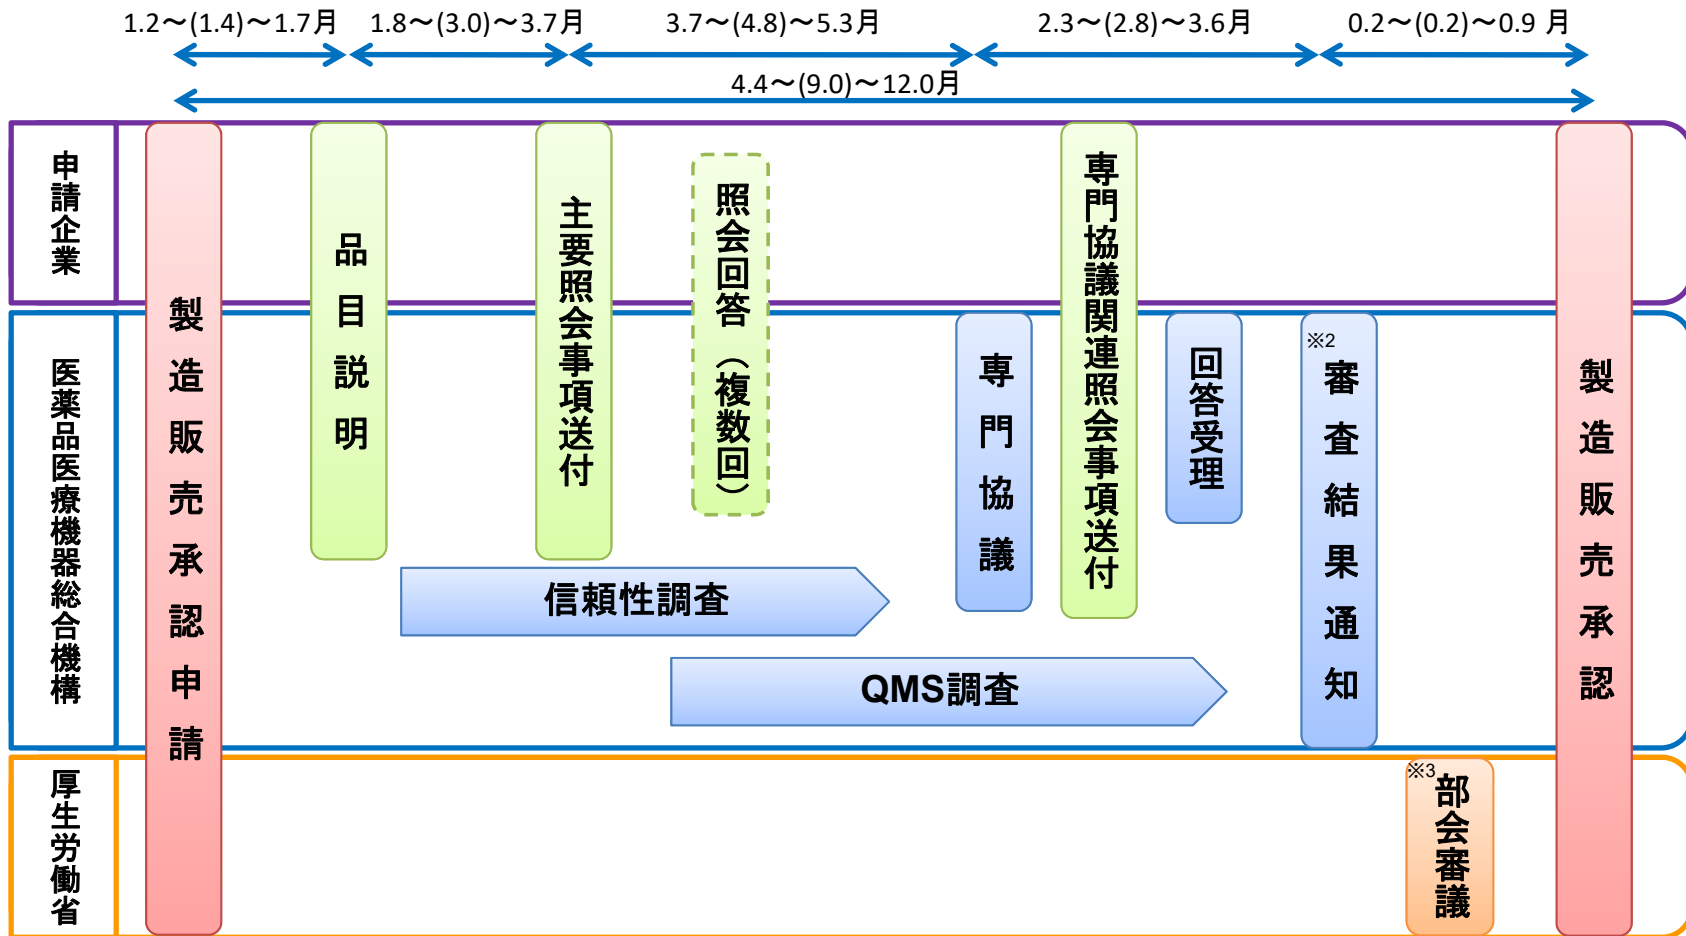 1.2～(1.4)～1.7月
1.8～(3.0)～3.7月
3.7～(4.8)～5.3月
2.3～(2.8)～3.6月
0.2～(0.2)～0.9 月
4.4～(9.0)～12.0月
申請企業
医薬品医療機器総合機構
厚生労働省
製造販売承認申請
品目説明
主要照会事項送付
照会回答（複数回）
信頼性調査
QMS調査
専門協議
専門協議関連照会事項送付
回答受理
※2
審査結果通知
※3
部会審議
製造販売承認